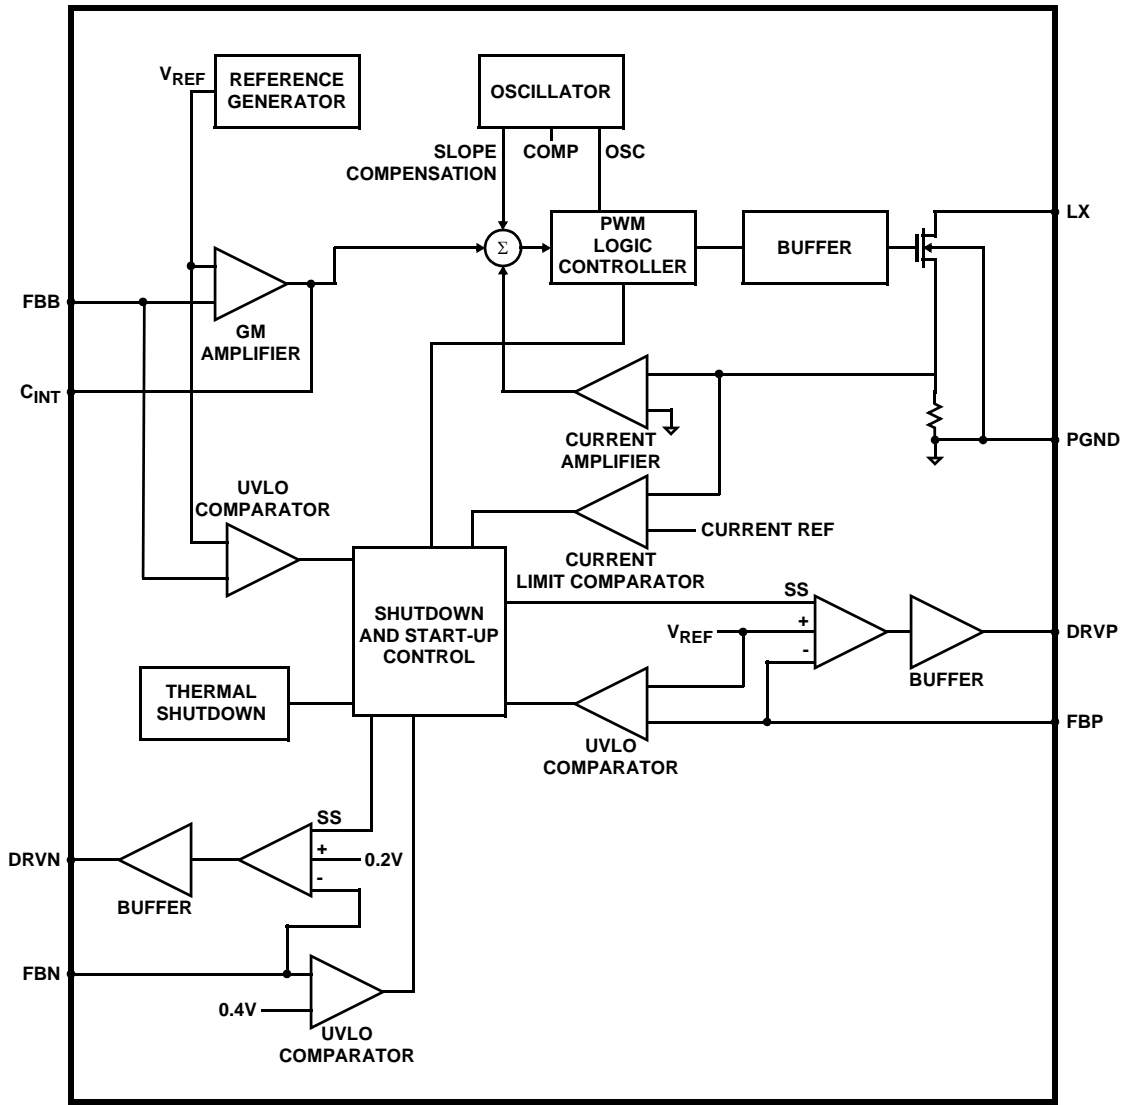 VREF
REFERENCE
GENERATOR
OSCILLATOR
SLOPE
COMPENSATION
COMP
OSC
LX
PWM
LOGIC
CONTROLLER
BUFFER
Σ
FBB
GM
AMPLIFIER
CINT
CURRENT
AMPLIFIER
PGND
UVLO
COMPARATOR
CURRENT REF
CURRENT
LIMIT COMPARATOR
SS
SHUTDOWN
AND START-UP
CONTROL
VREF
+
-
DRVP
BUFFER
THERMAL
SHUTDOWN
FBP
UVLO
COMPARATOR
SS
DRVN
+
0.2V
-
BUFFER
FBN
0.4V
UVLO
COMPARATOR